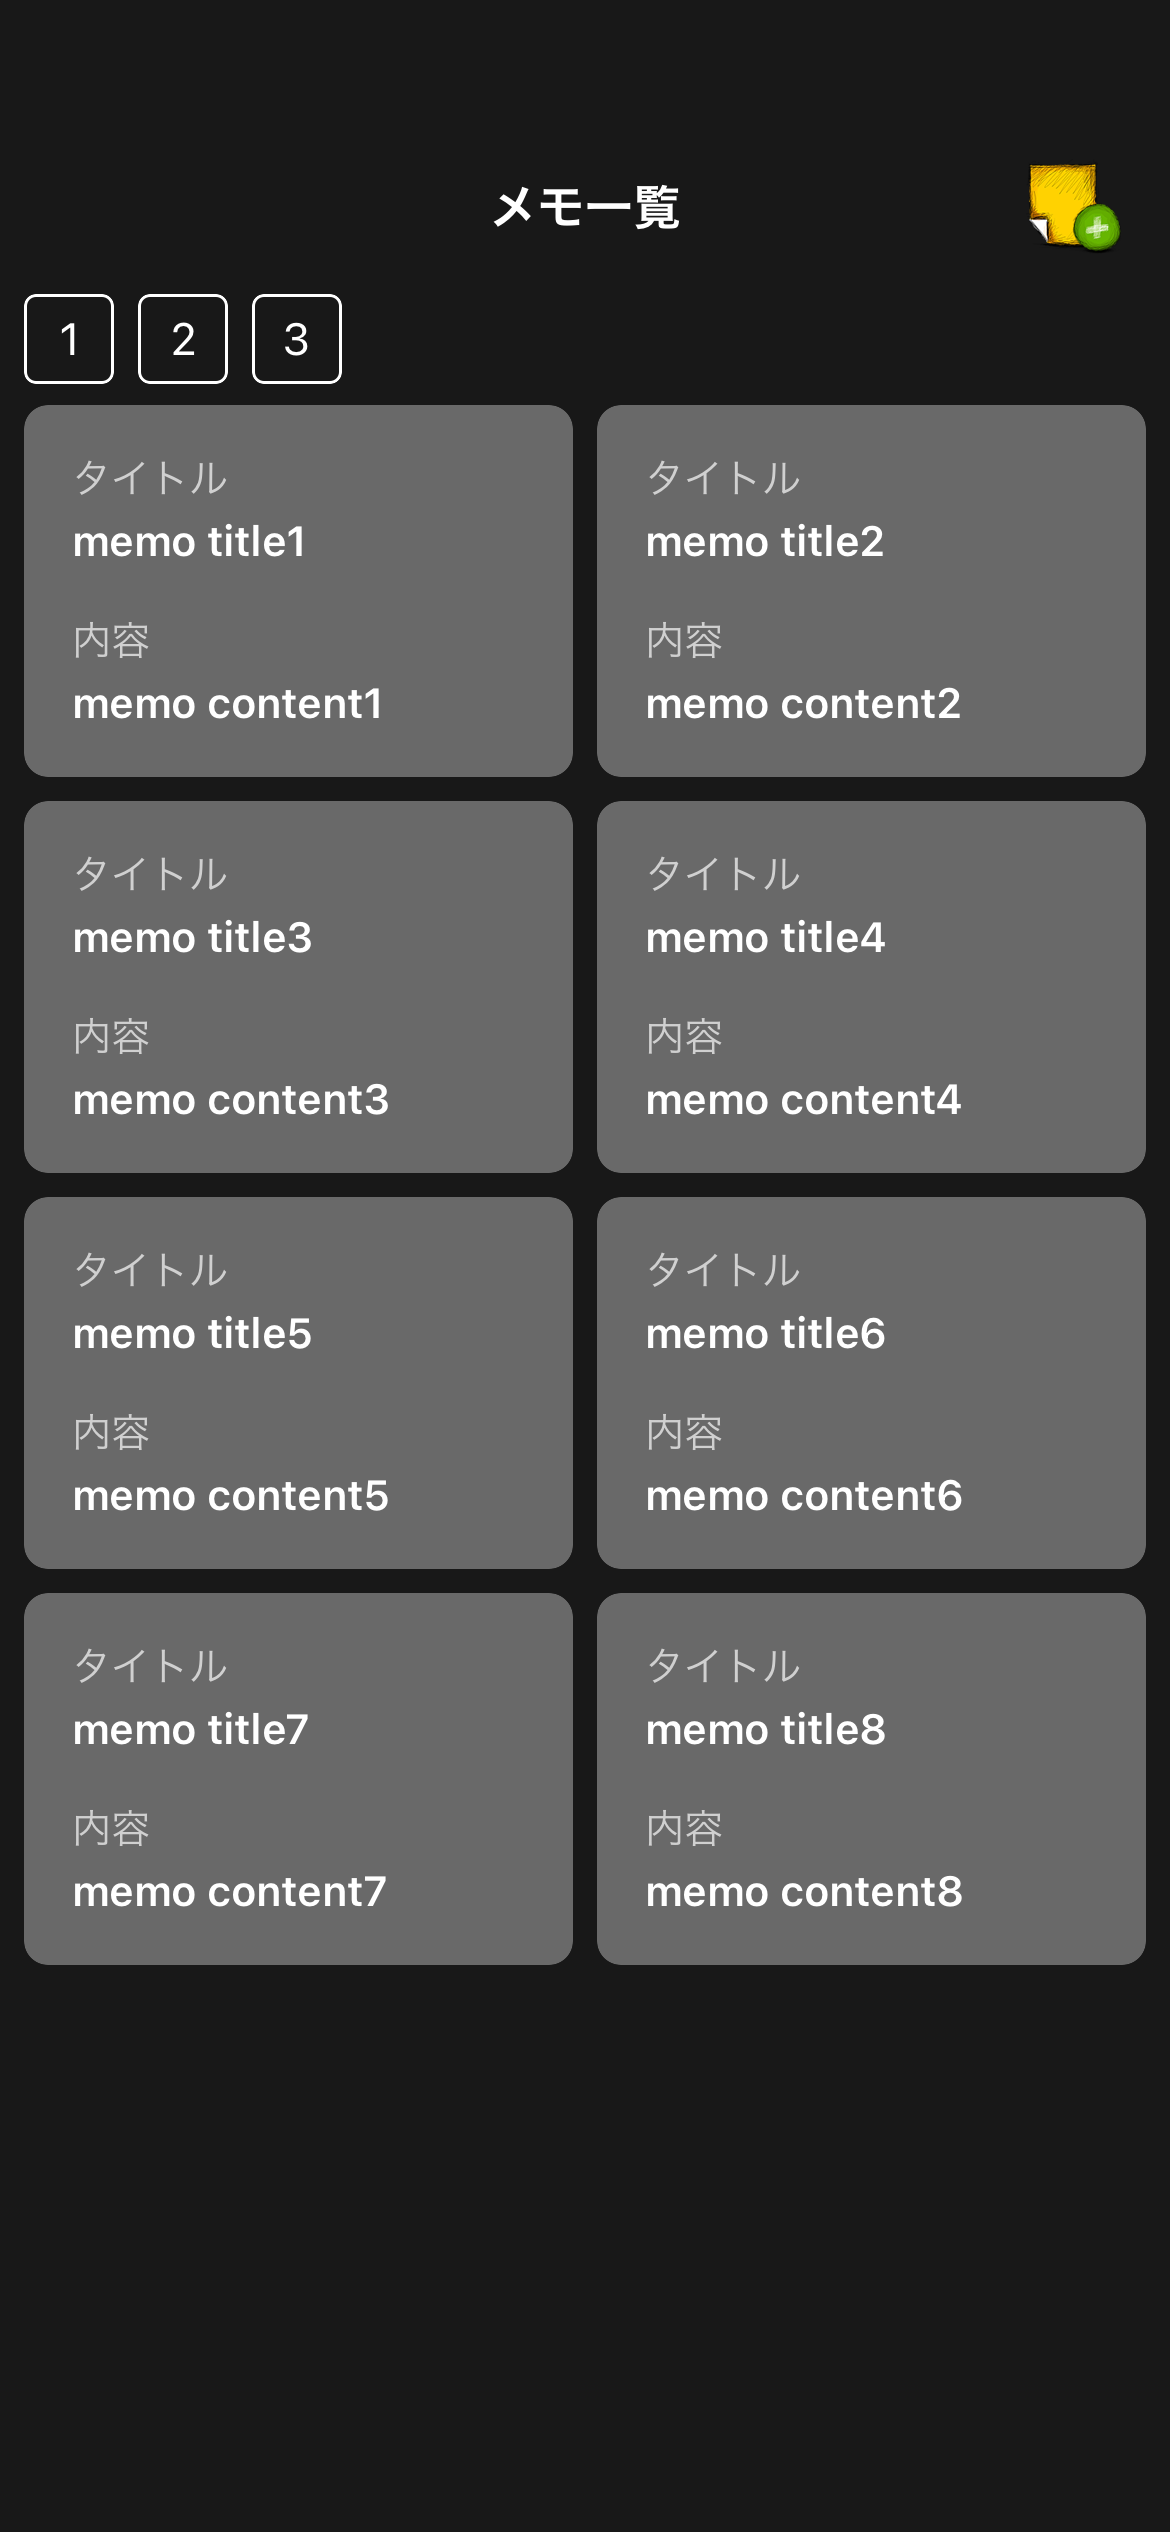 メモ一覧
1 2 3
タイトル
memo title1
内容
memo content1
タイトル
memo title2
内容
memo content2
タイトル
memo title3
内容
memo content3
タイトル
memo title4
内容
memo content4
タイトル
memo title5
内容
memo content5
タイトル
memo title6
内容
memo content6
タイトル
memo title7
内容
memo content7
タイトル
memo title8
内容
memo content8